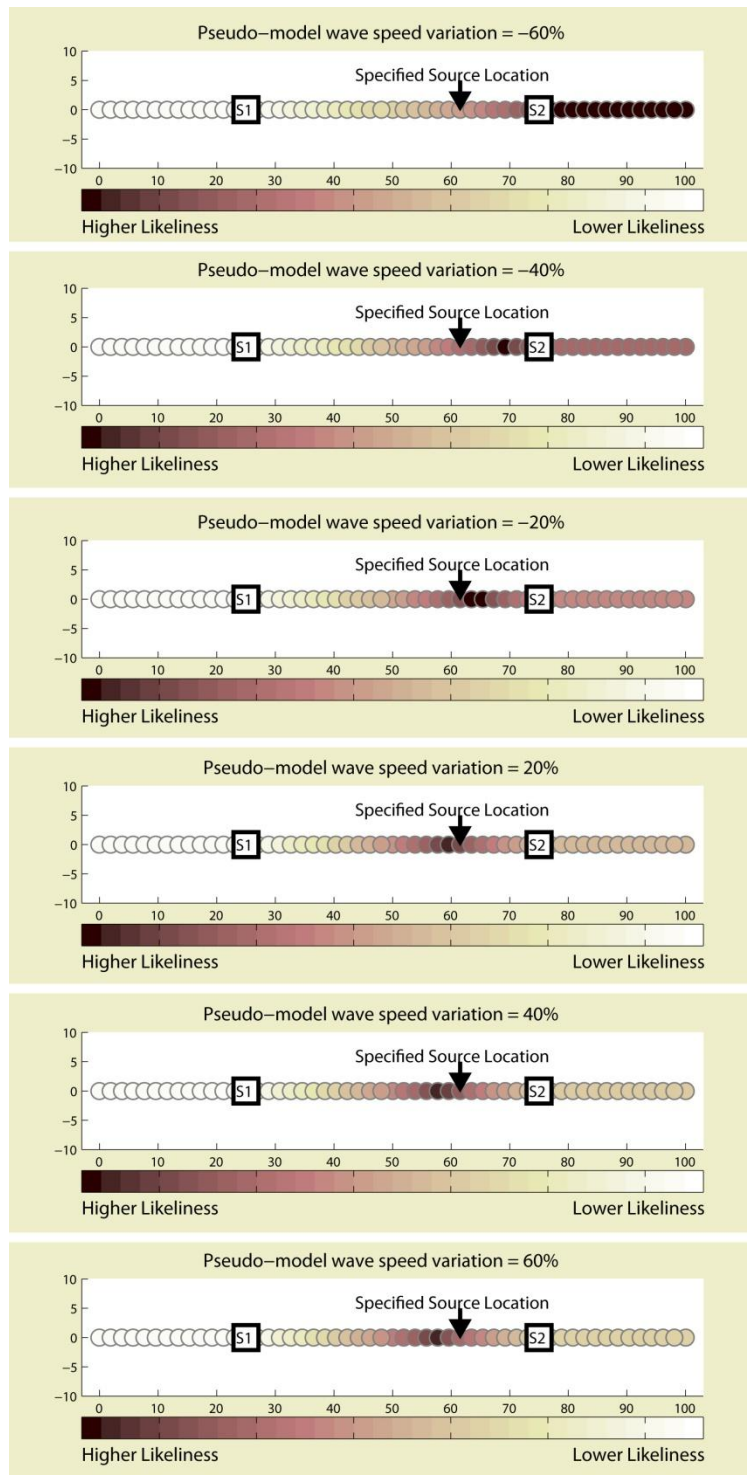 Pseudo−model wave speed variation = −60%
10
Specified Source Location
5
0
S1
S2
−5
−10
0 10 20 30 40 50 60 70 80 90 100
Higher Likeliness Lower Likeliness
Pseudo−model wave speed variation = −40%
10
Specified Source Location
5
0
S1
S2
−5
−10
0 10 20 30 40 50 60 70 80 90 100
Higher Likeliness Lower Likeliness
Pseudo−model wave speed variation = −20%
10
Specified Source Location
5
0
S1
S2
−5
−10
0 10 20 30 40 50 60 70 80 90 100
Higher Likeliness Lower Likeliness
Pseudo−model wave speed variation = 20%
10
Specified Source Location
5
0
S1
S2
−5
−10
0 10 20 30 40 50 60 70 80 90 100
Higher Likeliness Lower Likeliness
Pseudo−model wave speed variation = 40%
10
Specified Source Location
5
0
S1
S2
−5
−10
0 10 20 30 40 50 60 70 80 90 100
Higher Likeliness Lower Likeliness
Pseudo−model wave speed variation = 60%
10
Specified Source Location
5
0
S1
S2
−5
−10
0 10 20 30 40 50 60 70 80 90 100
Higher Likeliness Lower Likeliness